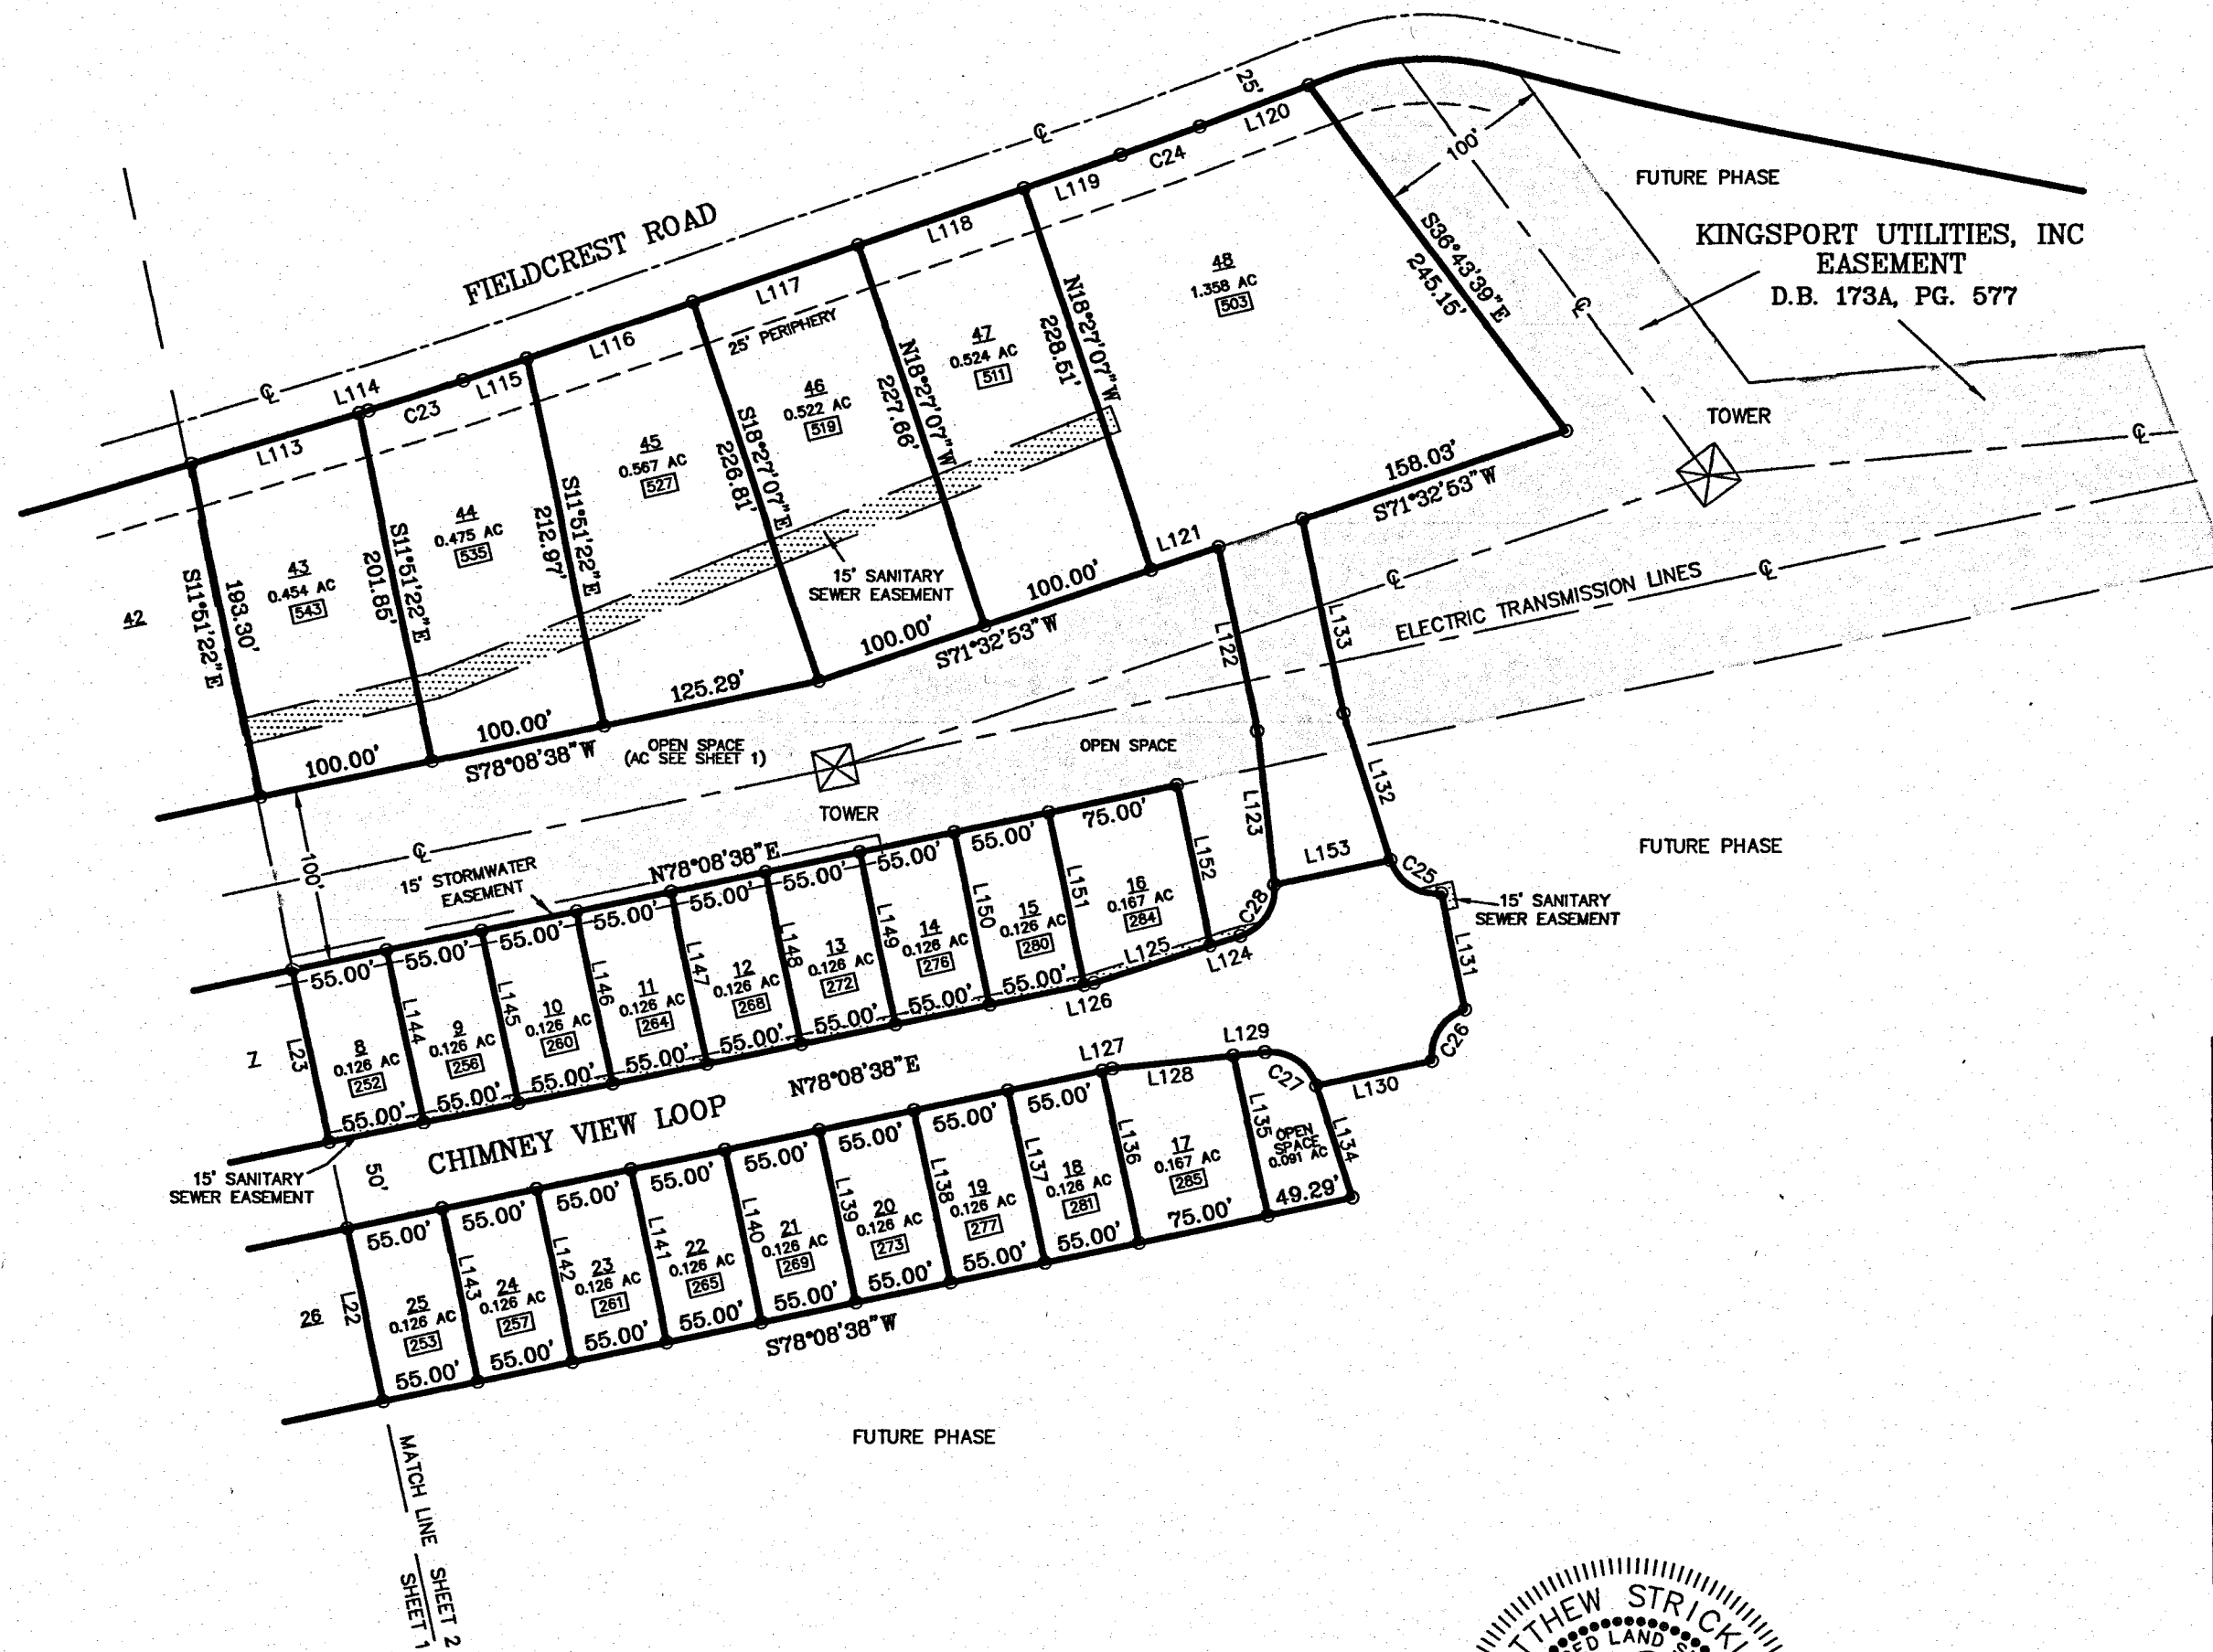 FIELDCREST ROAD
℄
25'
L113
L114
C23
L115
L116
L117
L118
L119
C24
L120
25' PERIPHERY
100'
FUTURE PHASE
KINGSPORT UTILITIES, INC
EASEMENT
D.B. 173A, PG. 577
42
S11°51'22"E
193.30'
43
0.454 AC
543
S11°51'22"E
201.85'
44
0.475 AC
535
S11°51'22"E
212.97'
45
0.567 AC
527
S18°27'07"E
226.81'
46
0.522 AC
519
N18°27'07"W
227.66'
47
0.524 AC
511
N18°27'07"W
228.51'
48
1.358 AC
503
S36°43'39"E
245.15'
℄
TOWER
℄
158.03'
S71°32'53"W
L121
15' SANITARY
SEWER EASEMENT
100.00'
100.00'
S71°32'53"W
125.29'
100.00'
100.00'
S78°08'38"W
OPEN SPACE
(AC SEE SHEET 1)
OPEN SPACE
L122
L133
℄
ELECTRIC TRANSMISSION LINES
℄
TOWER
100'
℄
15' STORMWATER
EASEMENT
N78°08'38"E
L123
L132
L153
C25
C28
FUTURE PHASE
15' SANITARY
SEWER EASEMENT
55.00'
55.00'
55.00'
55.00'
55.00'
55.00'
55.00'
55.00'
75.00'
7
L23
8
0.126 AC
252
L144
9
0.126 AC
256
L145
10
0.126 AC
260
L146
11
0.126 AC
264
L147
12
0.126 AC
268
L148
13
0.126 AC
272
L149
14
0.126 AC
276
L150
15
0.126 AC
280
L151
16
0.167 AC
284
L152
55.00'
55.00'
55.00'
55.00'
55.00'
55.00'
55.00'
55.00'
L126
L125
L124
L131
C26
15' SANITARY
SEWER EASEMENT
50'
CHIMNEY VIEW LOOP
N78°08'38"E
L127
L128
L129
C27
L130
55.00'
55.00'
55.00'
55.00'
55.00'
55.00'
55.00'
55.00'
26
L22
25
0.126 AC
253
L143
24
0.126 AC
257
L142
23
0.126 AC
261
L141
22
0.126 AC
265
L140
21
0.126 AC
269
L139
20
0.126 AC
273
L138
19
0.126 AC
277
L137
18
0.126 AC
281
L136
17
0.167 AC
285
L135
OPEN
SPACE
0.091 AC
L134
55.00'
55.00'
55.00'
55.00'
55.00'
55.00'
55.00'
55.00'
75.00'
49.29'
S78°08'38"W
FUTURE PHASE
MATCH LINE
SHEET 2
SHEET 1
TTHEW STRICKL
ED LAND S